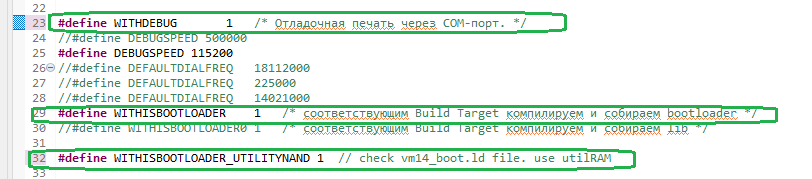 22
23 #define WITHDEBUG 1 /* Отладочная печать через COM-порт. */
24 //#define DEBUGSPEED 500000
25 #define DEBUGSPEED 115200
26 //#define DEFAULTDIALFREQ 18112000
27 //#define DEFAULTDIALFREQ 225000
28 //#define DEFAULTDIALFREQ 14021000
29 #define WITHISBOOTLOADER 1 /* соответствующим Build Target компилируем и собираем bootloader */
30 //#define WITHISBOOTLOADER0 1 /* соответствующим Build Target компилируем и собираем lib */
31
32 #define WITHISBOOTLOADER_UTILITYNAND 1 // check vm14_boot.ld file. use utilRAM
33